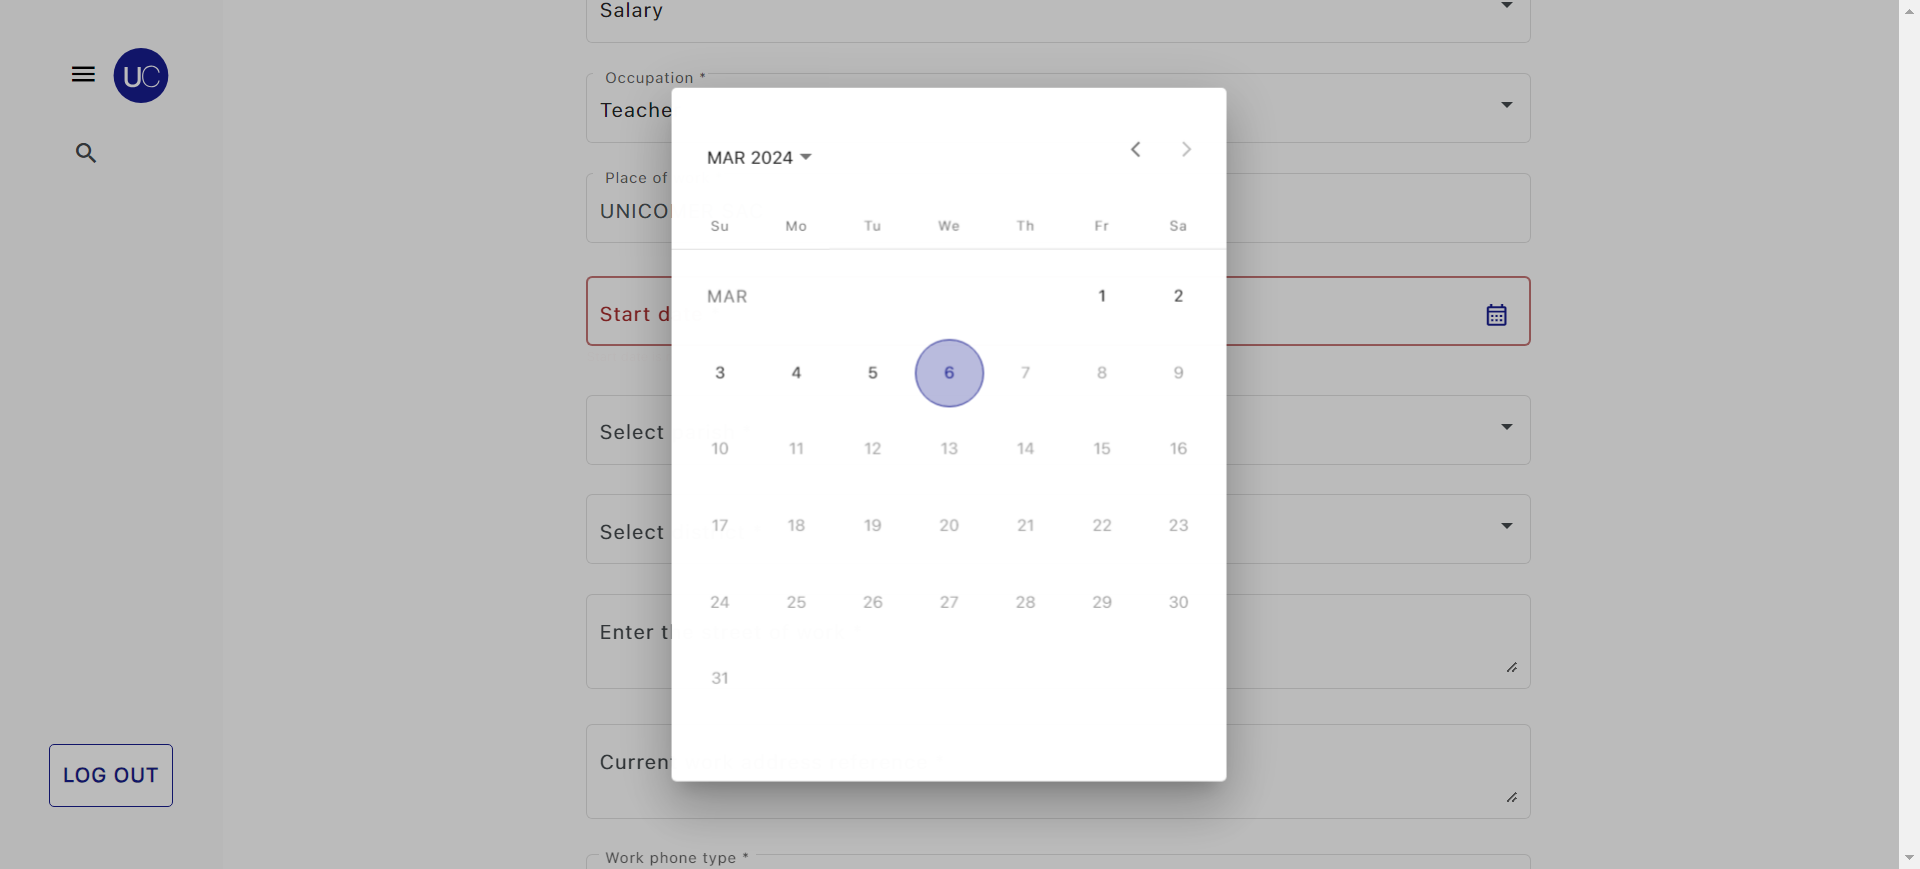 Salary
UC
Occupation *
Teache
MAR 2024
Place of
UNICO
Su Mo Tu We Th Fr Sa
MAR 1 2
Start d
3 4 5 6 7 8 9
Select
10 11 12 13 14 15 16
17 18 19 20 21 22 23
Select
24 25 26 27 28 29 30
Enter th
31
Current
LOG OUT
Work phone type *